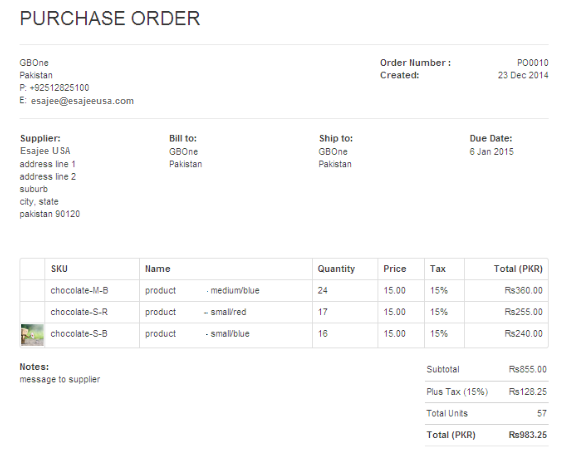 PURCHASE ORDER
GBOne
Pakistan
P: +92512825100
E: esajee@esajeeusa.com
Order Number : PO0010
Created: 23 Dec 2014
Supplier:
Esajee USA
address line 1
address line 2
suburb
city, state
pakistan 90120
Bill to:
GBOne
Pakistan
Ship to:
GBOne
Pakistan
Due Date:
6 Jan 2015
SKU Name Quantity Price Tax Total (PKR)
chocolate-M-B product - medium/blue 24 15.00 15% Rs360.00
chocolate-S-R product – small/red 17 15.00 15% Rs255.00
chocolate-S-B product - small/blue 16 15.00 15% Rs240.00
Notes:
message to supplier
Subtotal Rs855.00
Plus Tax (15%) Rs128.25
Total Units 57
Total (PKR) Rs983.25